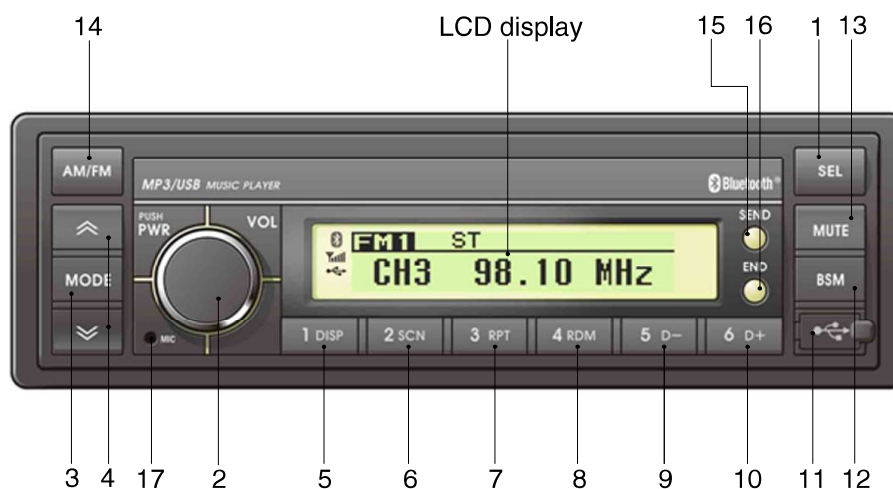 14 LCD display 15 16 1 13
AM/FM
MP3/USB MUSIC PLAYER
Bluetooth®
SEL
PUSH
PWR
VOL
FM1 ST
CH3 98.10 MHz
SEND
END
MUTE
MODE
BSM
MIC
1 DISP 2 SCN 3 RPT 4 RDM 5 D− 6 D+
3 17 4 2 5 6 7 8 9 10 11 12